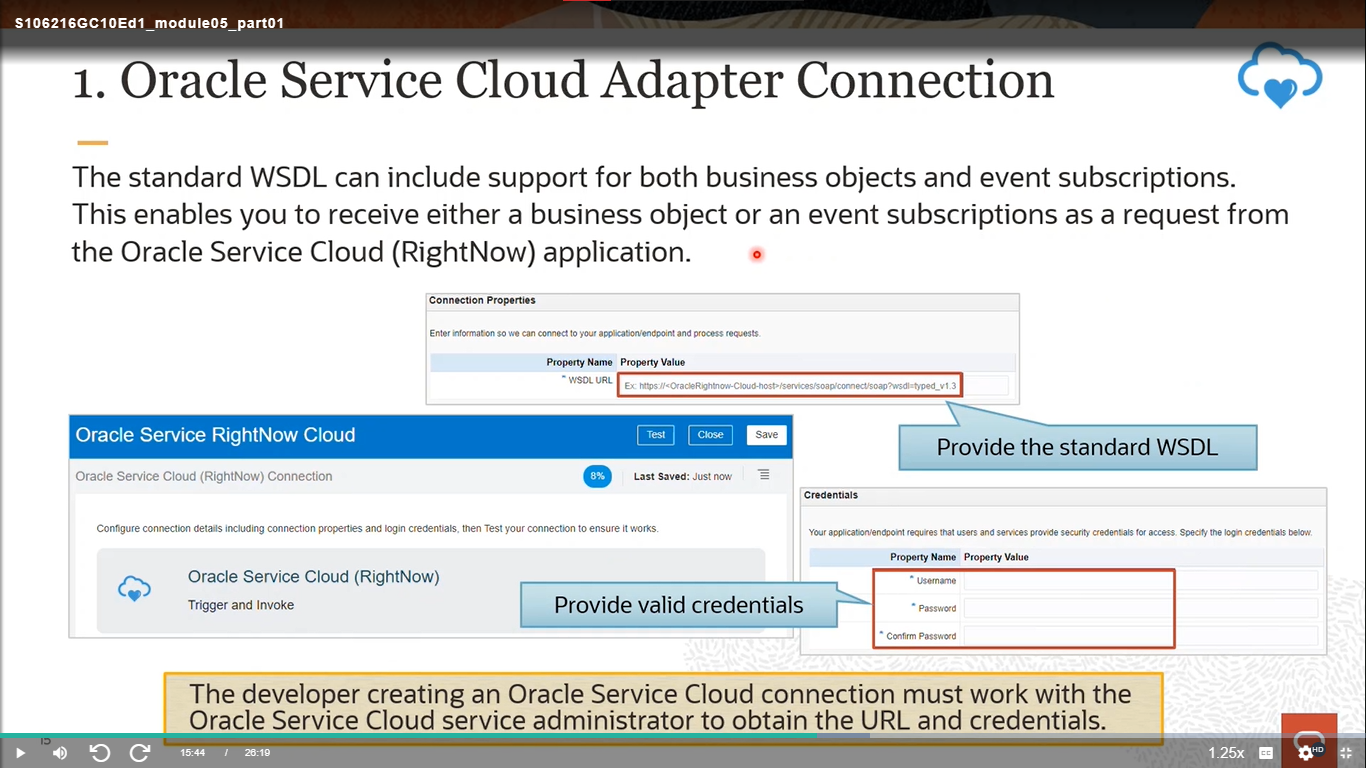 S106216GC10Ed1_module05_part01
1. Oracle Service Cloud Adapter Connection
The standard WSDL can include support for both business objects and event subscriptions.
This enables you to receive either a business object or an event subscriptions as a request from
the Oracle Service Cloud (RightNow) application.
Connection Properties
Enter information so we can connect to your application/endpoint and process requests.
Property Name Property Value
* WSDL URL Ex: https://<OracleRightnow-Cloud-host>/services/soap/connect/soap?wsdl=typed_v1.3
Provide the standard WSDL
Oracle Service RightNow Cloud Test Close Save
Oracle Service Cloud (RightNow) Connection 8% Last Saved: Just now
Configure connection details including connection properties and login credentials, then Test your connection to ensure it works.
Oracle Service Cloud (RightNow)
Trigger and Invoke
Credentials
Your application/endpoint requires that users and services provide security credentials for access. Specify the login credentials below.
Property Name Property Value
* Username
* Password
* Confirm Password
Provide valid credentials
The developer creating an Oracle Service Cloud connection must work with the
Oracle Service Cloud service administrator to obtain the URL and credentials.
15
15:44 / 26:19 1.25x CC HD